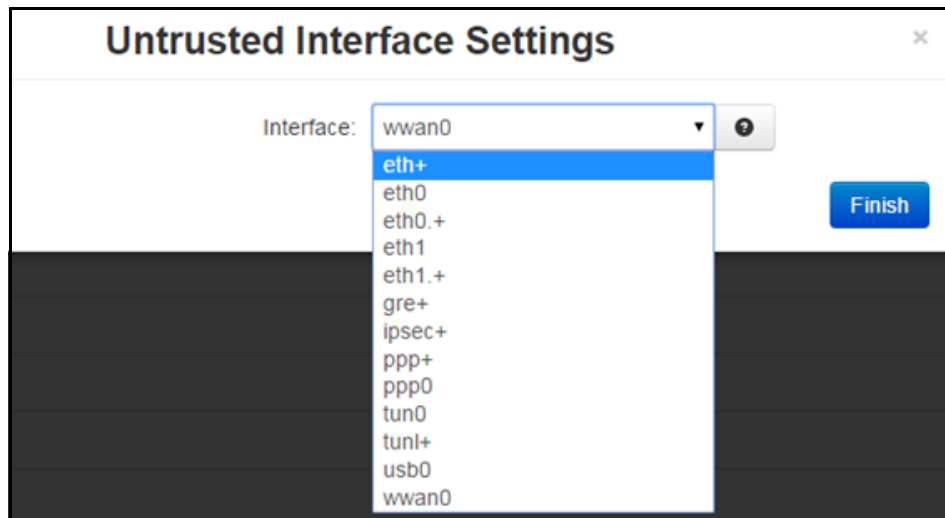 Untrusted Interface Settings ×
Interface: wwan0
eth+
eth0
eth0.+
eth1
eth1.+
gre+
ipsec+
ppp+
ppp0
tun0
tunl+
usb0
wwan0
Finish